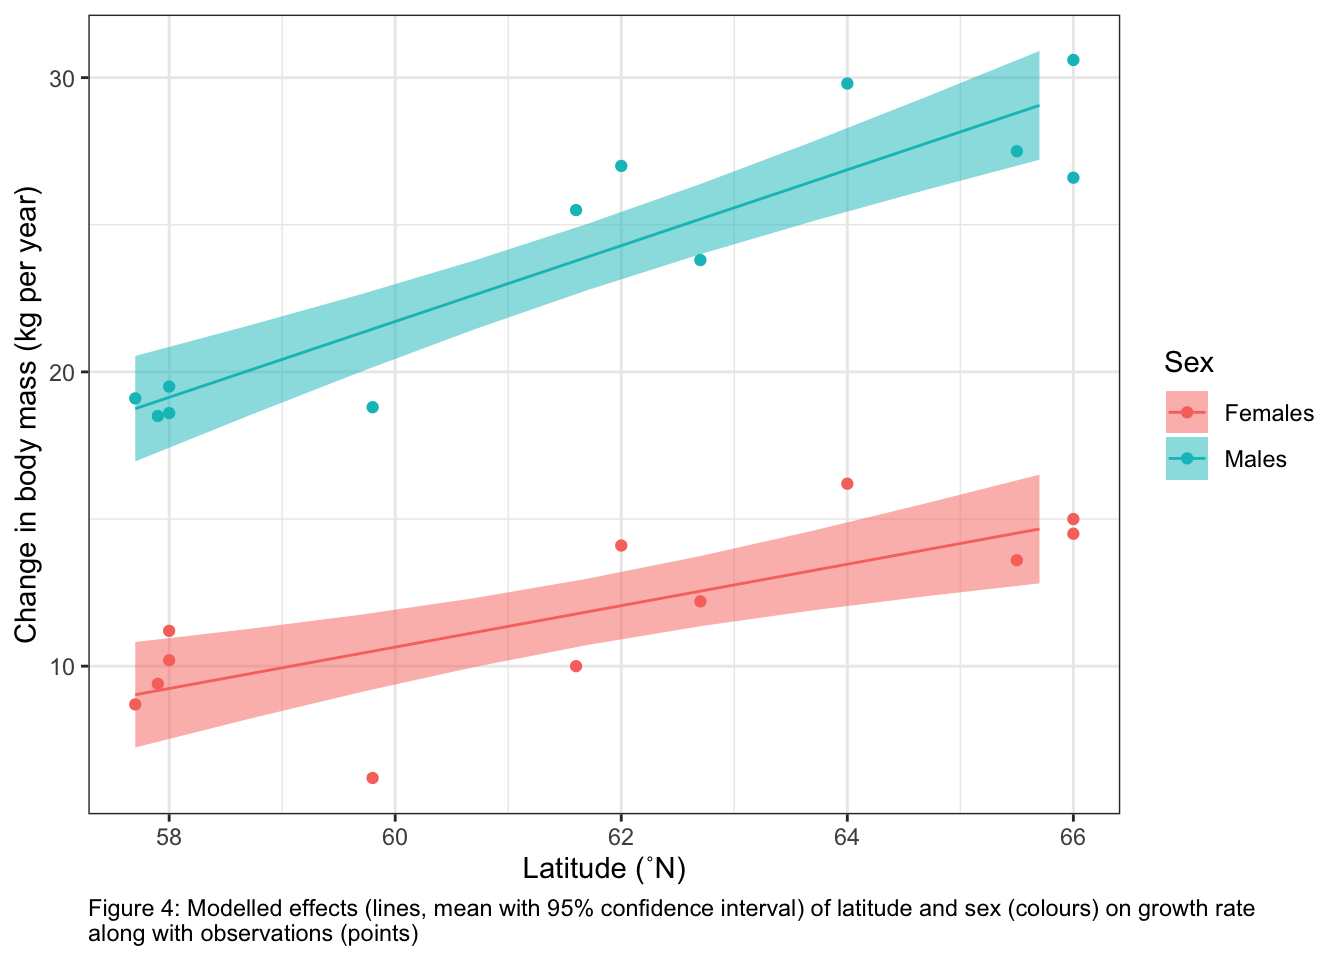 30
20
10
Change in body mass (kg per year)
58 60 62 64 66
Latitude (˚N)
Sex
Females
Males
Figure 4: Modelled effects (lines, mean with 95% confidence interval) of latitude and sex (colours) on growth rate
along with observations (points)